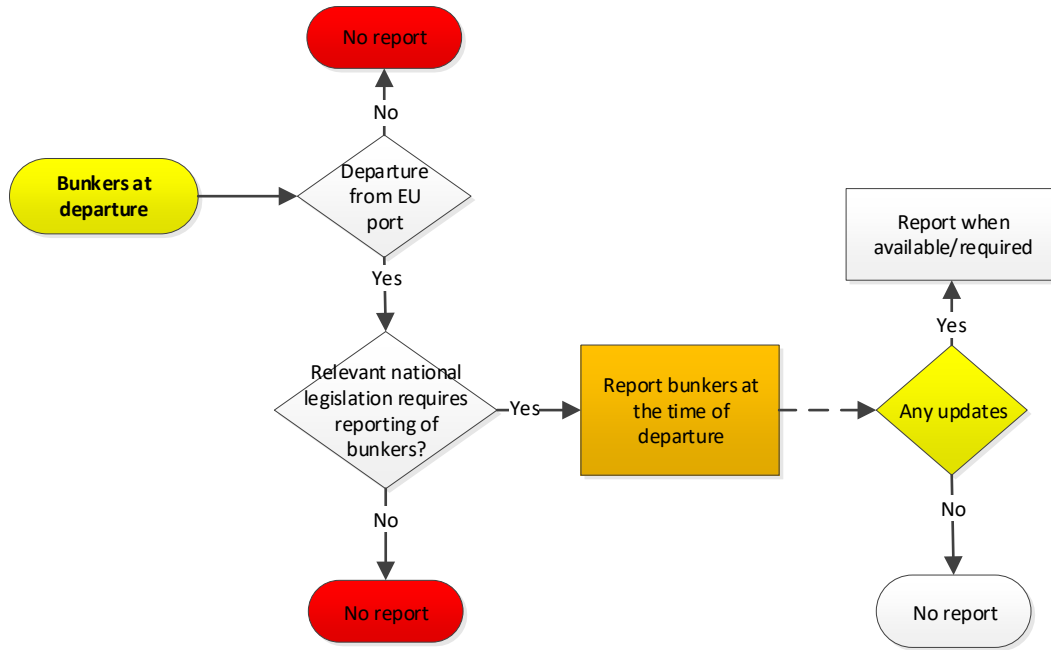 No report
No
Bunkers at
departure
Departure
from EU
port
Yes
Relevant national
legislation requires
reporting of
bunkers?
Yes
No
No report
Report bunkers at
the time of
departure
Report when
available/required
Yes
Any updates
No
No report